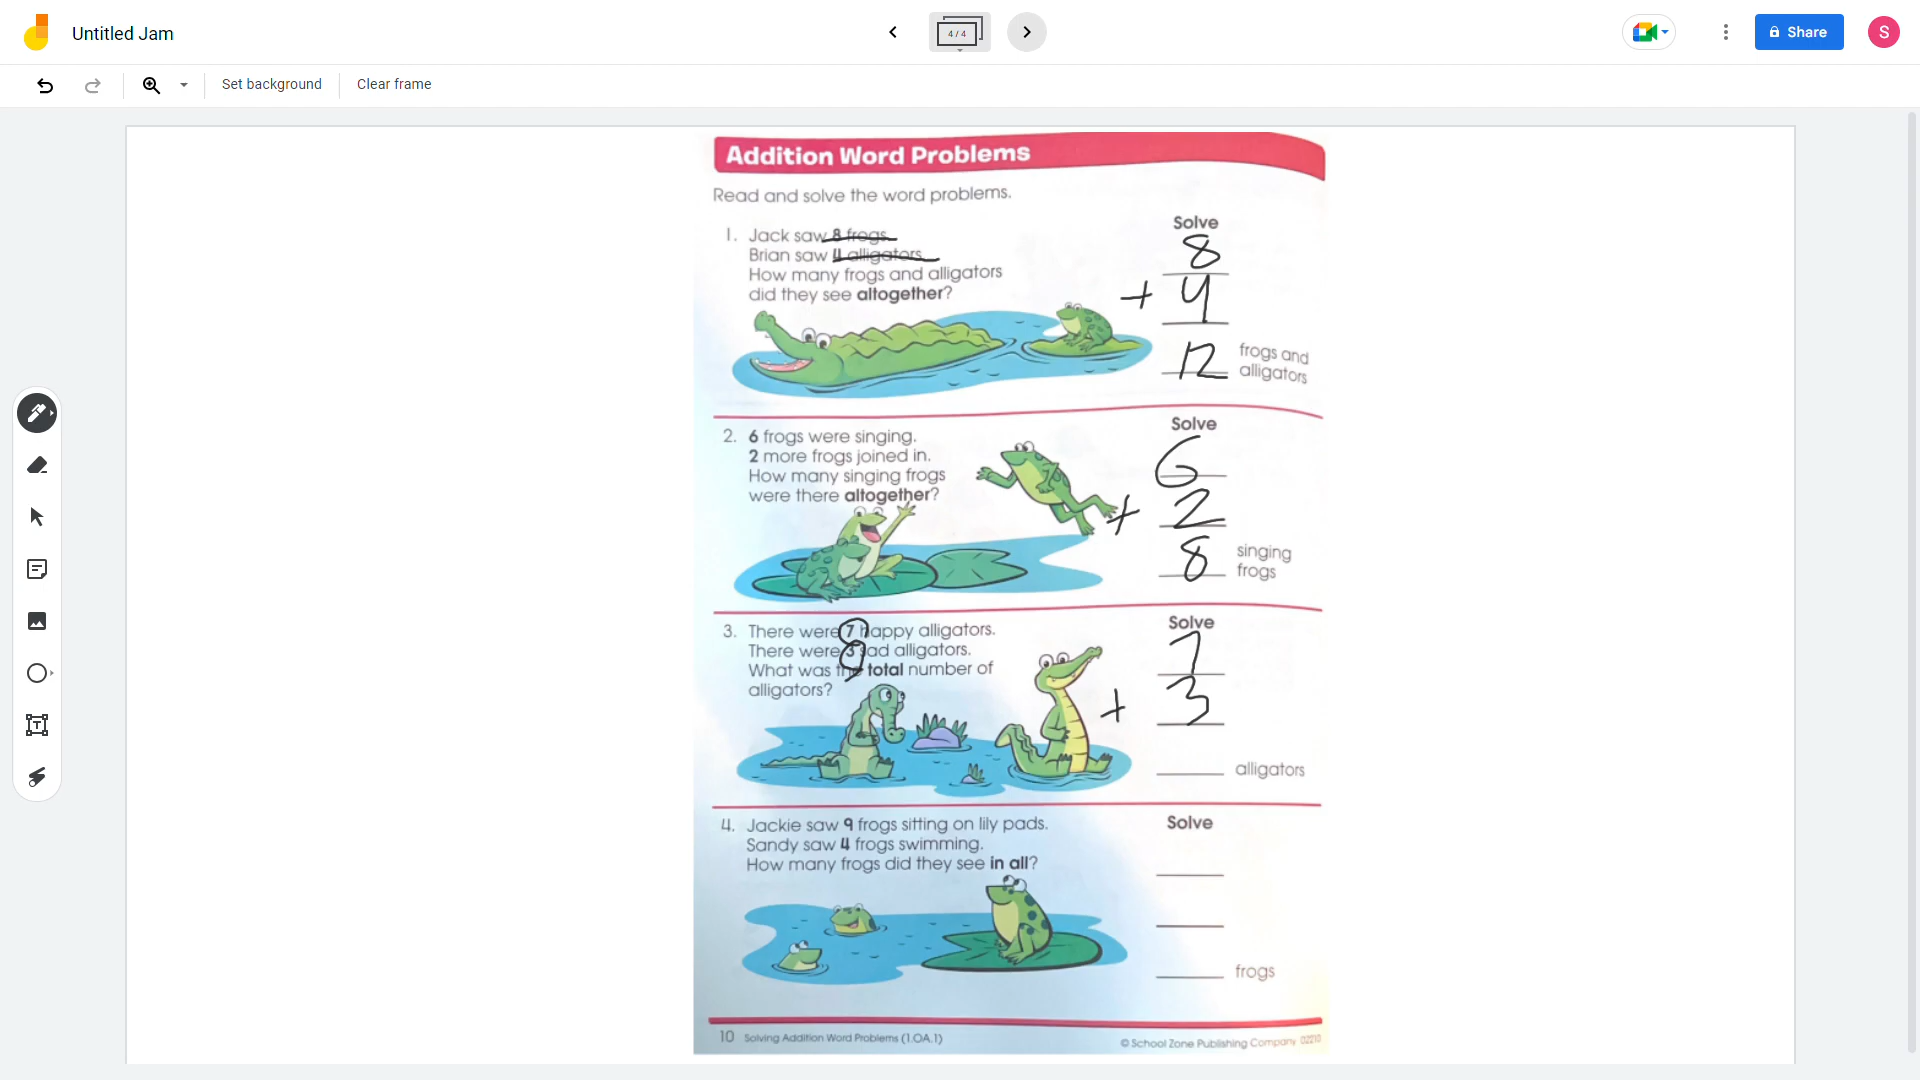 Untitled Jam
4 / 4
Share
S
Set background
Clear frame
Addition Word Problems
Read and solve the word problems.
1. Jack saw 8 frogs.
Brian saw 4 alligators.
How many frogs and alligators
did they see altogether?
Solve
8
+ 4
12 frogs and
alligators
2. 6 frogs were singing.
2 more frogs joined in.
How many singing frogs
were there altogether?
Solve
6
+ 2
8 singing
frogs
3. There were 7 happy alligators.
There were 3 sad alligators.
What was the total number of
alligators?
Solve
7
+ 3
alligators
4. Jackie saw 9 frogs sitting on lily pads.
Sandy saw 4 frogs swimming.
How many frogs did they see in all?
Solve
frogs
10 Solving Addition Word Problems (1.OA.1)
© School Zone Publishing Company 02210